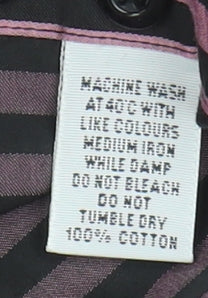 MACHINE WASH
AT 40°C WITH
LIKE COLOURS
MEDIUM IRON
WHILE DAMP
DO NOT BLEACH
DO NOT
TUMBLE DRY
100% COTTON